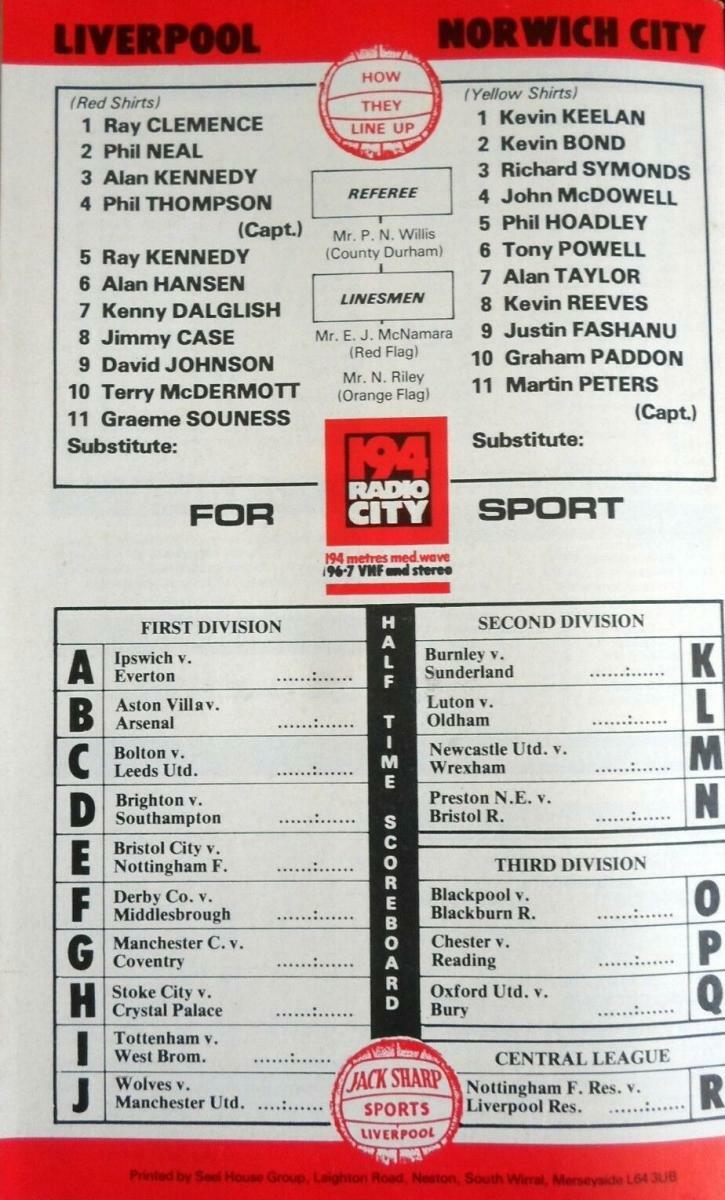 LIVERPOOL
NORWICH CITY
HOW
THEY
LINE UP
(Red Shirts)
1 Ray CLEMENCE
2 Phil NEAL
3 Alan KENNEDY
4 Phil THOMPSON
(Capt.)
5 Ray KENNEDY
6 Alan HANSEN
7 Kenny DALGLISH
8 Jimmy CASE
9 David JOHNSON
10 Terry McDERMOTT
11 Graeme SOUNESS
Substitute:
REFEREE
Mr. P. N. Willis
(County Durham)
LINESMEN
Mr. E. J. McNamara
(Red Flag)
Mr. N. Riley
(Orange Flag)
(Yellow Shirts)
1 Kevin KEELAN
2 Kevin BOND
3 Richard SYMONDS
4 John McDOWELL
5 Phil HOADLEY
6 Tony POWELL
7 Alan TAYLOR
8 Kevin REEVES
9 Justin FASHANU
10 Graham PADDON
11 Martin PETERS
(Capt.)
Substitute:
FOR
194
RADIO
CITY
SPORT
194 metres med.wave
96·7 VHF and stereo
HALF TIME SCOREBOARD
FIRST DIVISION
A Ipswich v.
Everton ......:......
B Aston Villa v.
Arsenal ......:......
C Bolton v.
Leeds Utd. ......:......
D Brighton v.
Southampton ......:......
E Bristol City v.
Nottingham F. ......:......
F Derby Co. v.
Middlesbrough ......:......
G Manchester C. v.
Coventry ......:......
H Stoke City v.
Crystal Palace ......:......
I Tottenham v.
West Brom. ......:......
J Wolves v.
Manchester Utd. ....:......
SECOND DIVISION
Burnley v. K
Sunderland ......:......
Luton v. L
Oldham ......:......
Newcastle Utd. v. M
Wrexham ......:......
Preston N.E. v. N
Bristol R. ......:......
THIRD DIVISION
Blackpool v. O
Blackburn R. ......:......
Chester v. P
Reading ......:......
Oxford Utd. v. Q
Bury ......:......
CENTRAL LEAGUE
Nottingham F. Res. v. R
Liverpool Res. ......:......
JACK SHARP
SPORTS
LIVERPOOL
Printed by Seel House Group, Leighton Road, Neston, South Wirral, Merseyside L64 3UB